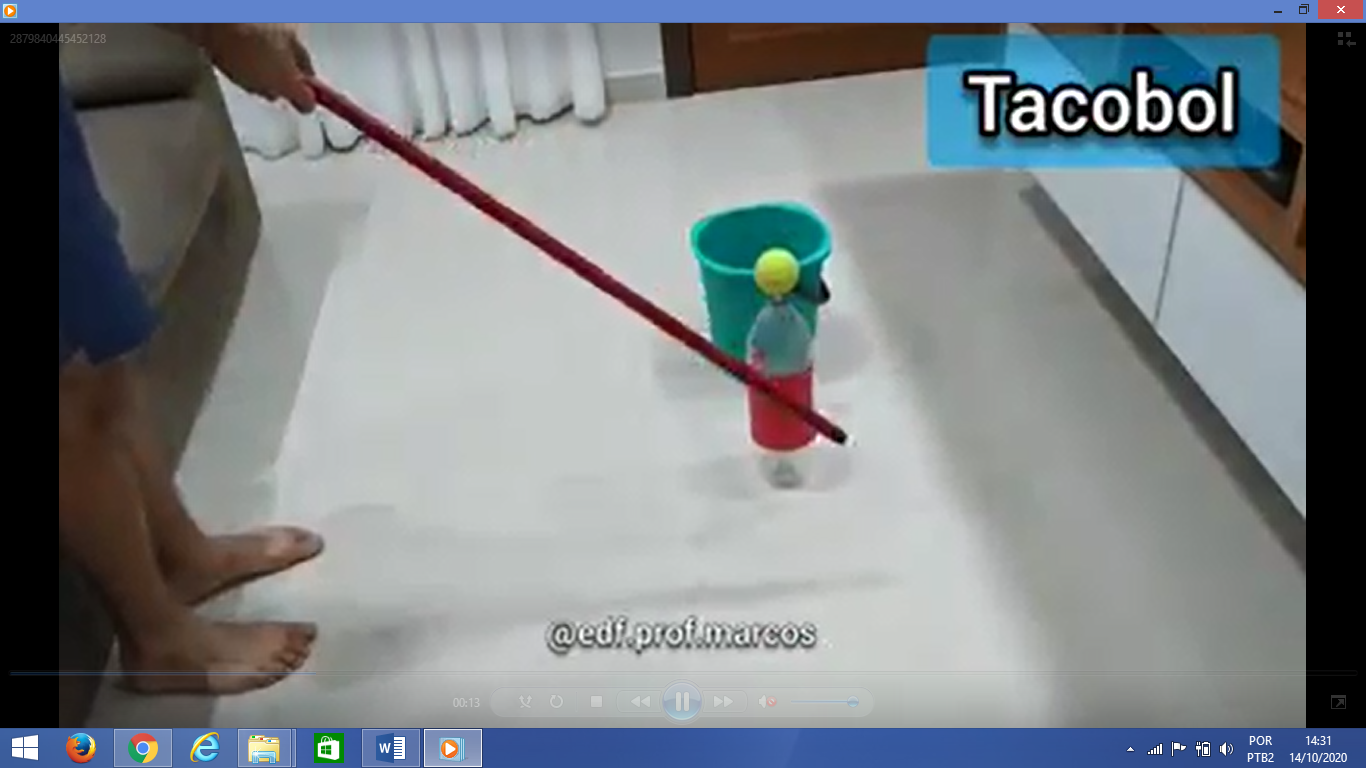 2879840445452128
Tacobol
@edf.prof.marcos
00:13
POR
14:31
PTB2
14/10/2020